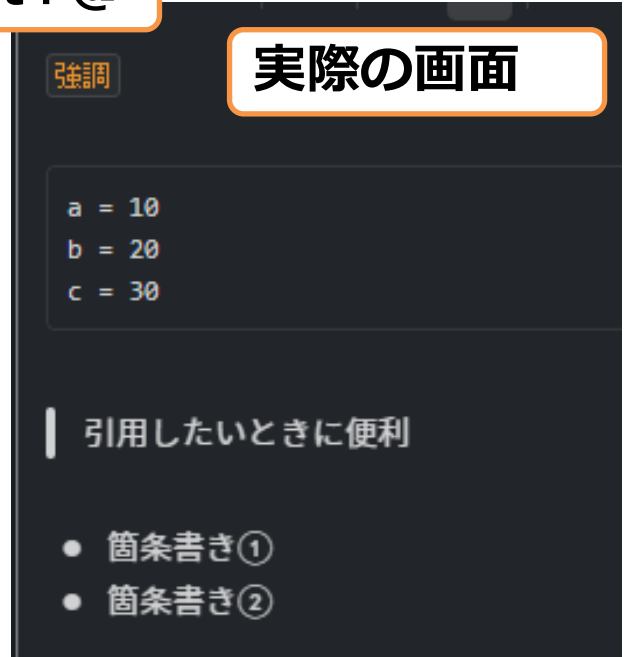 実際の画面
強調
a = 10
b = 20
c = 30
引用したいときに便利
● 箇条書き①
● 箇条書き②